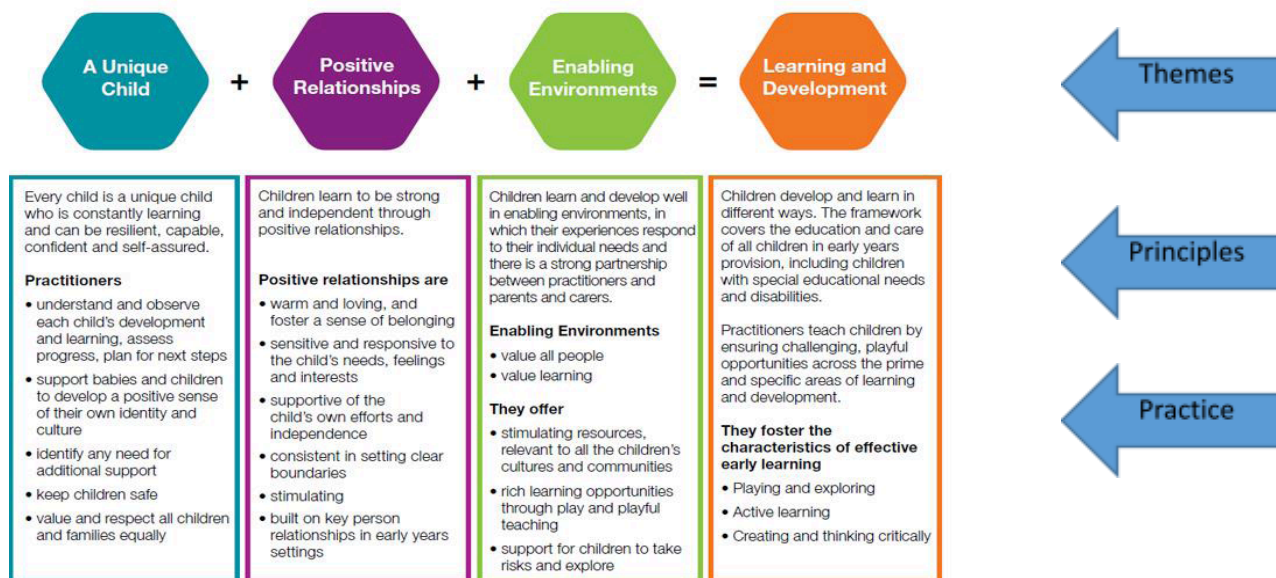 A Unique
Child
+
Positive
Relationships
+
Enabling
Environments
=
Learning and
Development
Themes
Every child is a unique child
who is constantly learning
and can be resilient, capable,
confident and self-assured.
Practitioners
• understand and observe
each child's development
and learning, assess
progress, plan for next steps
• support babies and children
to develop a positive sense
of their own identity and
culture
• identify any need for
additional support
• keep children safe
• value and respect all children
and families equally
Children learn to be strong
and independent through
positive relationships.
Positive relationships are
• warm and loving, and
foster a sense of belonging
• sensitive and responsive to
the child's needs, feelings
and interests
• supportive of the
child's own efforts and
independence
• consistent in setting clear
boundaries
• stimulating
• built on key person
relationships in early years
settings
Children learn and develop well
in enabling environments, in
which their experiences respond
to their individual needs and
there is a strong partnership
between practitioners and
parents and carers.
Enabling Environments
• value all people
• value learning
They offer
• stimulating resources,
relevant to all the children's
cultures and communities
• rich learning opportunities
through play and playful
teaching
• support for children to take
risks and explore
Children develop and learn in
different ways. The framework
covers the education and care
of all children in early years
provision, including children
with special educational needs
and disabilities.
Practitioners teach children by
ensuring challenging, playful
opportunities across the prime
and specific areas of learning
and development.
They foster the
characteristics of effective
early learning
• Playing and exploring
• Active learning
• Creating and thinking critically
Principles
Practice